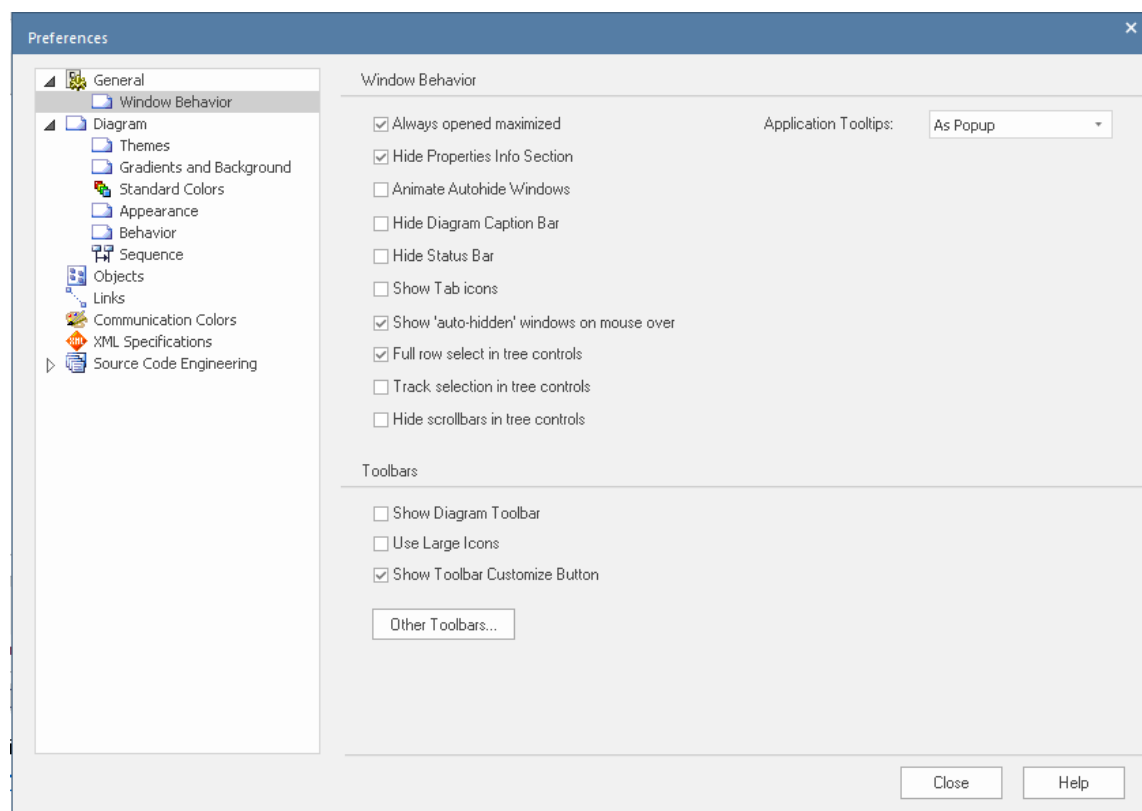 Preferences
General
Window Behavior
Diagram
Themes
Gradients and Background
Standard Colors
Appearance
Behavior
Sequence
Objects
Links
Communication Colors
XML Specifications
Source Code Engineering
Window Behavior
Always opened maximized
Application Tooltips: As Popup
Hide Properties Info Section
Animate Autohide Windows
Hide Diagram Caption Bar
Hide Status Bar
Show Tab icons
Show 'auto-hidden' windows on mouse over
Full row select in tree controls
Track selection in tree controls
Hide scrollbars in tree controls
Toolbars
Show Diagram Toolbar
Use Large Icons
Show Toolbar Customize Button
Other Toolbars...
Close Help